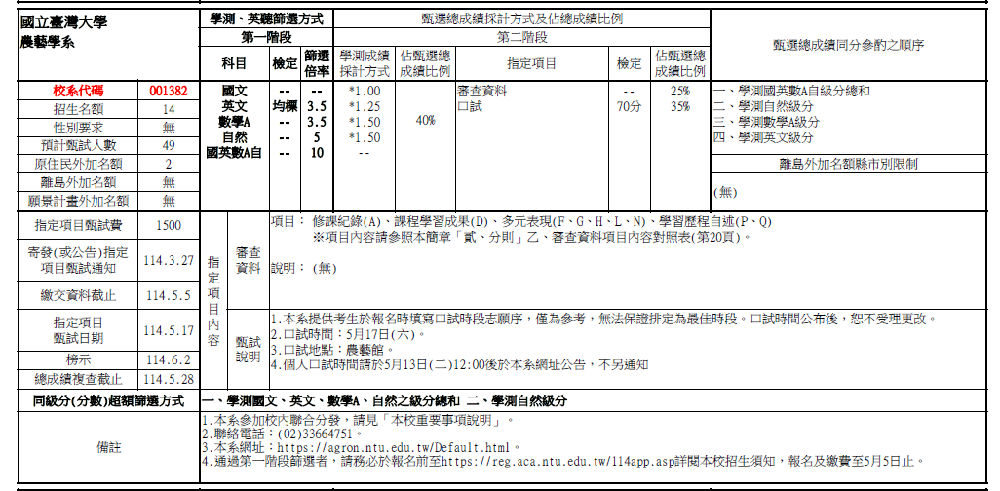 國立臺灣大學
農藝學系
學測、英聽篩選方式
甄選總成績採計方式及佔總成績比例
甄選總成績同分參酌之順序
第一階段
第二階段
科目
檢定
篩選
倍率
學測成績
採計方式
佔甄選總
成績比例
指定項目
檢定
佔甄選總
成績比例
校系代碼 001382
招生名額 14
性別要求 無
預計甄試人數 49
原住民外加名額 2
離島外加名額 無
願景計畫外加名額 無
國文 -- -- *1.00
英文 均標 3.5 *1.25
數學A -- 3.5 *1.50
自然 -- 5 *1.50
國英數A自 -- 10 --
40%
審查資料 -- 25%
口試 70分 35%
一、學測國英數A自級分總和
二、學測自然級分
三、學測數學A級分
四、學測英文級分
離島外加名額縣市別限制
(無)
指定項目甄試費 1500
寄發(或公告)指定
項目甄試通知 114.3.27
繳交資料截止 114.5.5
指定項目
甄試日期 114.5.17
榜示 114.6.2
總成績複查截止 114.5.28
指定項目內容
審查
資料
項目： 修課紀錄(A)、課程學習成果(D)、多元表現(F、G、H、L、N)、學習歷程自述(P、Q)
※項目內容請參照本簡章「貳、分則」乙、審查資料項目內容對照表(第20頁)。
說明： (無)
甄試
說明
1.本系提供考生於報名時填寫口試時段志願序，僅為參考，無法保證排定為最佳時段。口試時間公布後，恕不受理更改。
2.口試時間：5月17日(六)。
3.口試地點：農藝館。
4.個人口試時間請於5月13日(二)12:00後於本系網址公告，不另通知
同級分(分數)超額篩選方式
一、學測國文、英文、數學A、自然之級分總和 二、學測自然級分
備註
1.本系參加校內聯合分發，請見「本校重要事項說明」。
2.聯絡電話：(02)33664751。
3.本系網址：https://agron.ntu.edu.tw/Default.html。
4.通過第一階段篩選者，請務必於報名前至https://reg.aca.ntu.edu.tw/114app.asp詳閱本校招生須知，報名及繳費至5月5日止。